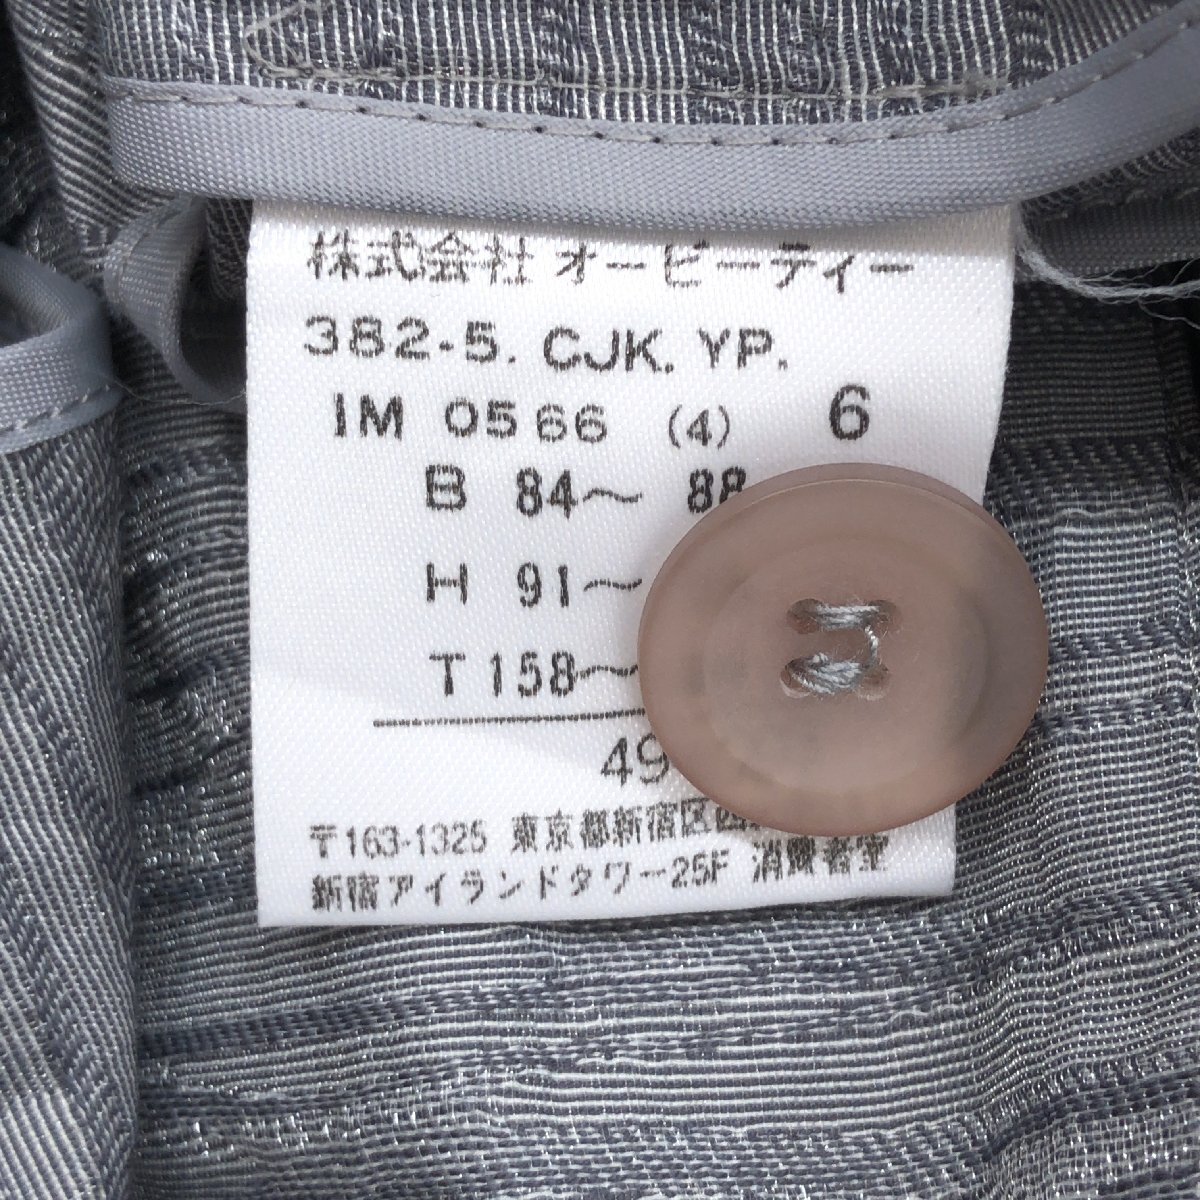 株式会社 オービーティー
382-5. CJK. YP.
IM 0566 (4) 6
B 84～ 88
H 91～
T 158～
49
〒163-1325 東京都新宿区西
新宿アイランドタワー25F 消費者室